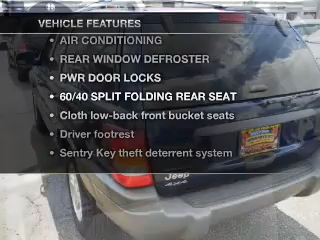 VEHICLE FEATURES
• AIR CONDITIONING
• REAR WINDOW DEFROSTER
• PWR DOOR LOCKS
• 60/40 SPLIT FOLDING REAR SEAT
• Cloth low-back front bucket seats
• Driver footrest
• Sentry Key theft deterrent system
Jeep
4x4